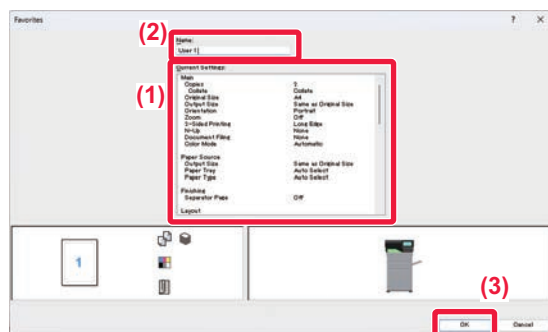 Favorites ? X
(2)
Name:
User 1
Current Settings:
(1)
Main
Copies 2
Collate Collate
Original Size A4
Output Size Same as Original Size
Orientation Portrait
Zoom Off
2-Sided Printing Long Edge
N-Up None
Document Filing None
Color Mode Automatic
Paper Source
Output Size Same as Original Size
Paper Tray Auto Select
Paper Type Auto Select
Finishing
Separator Page Off
Layout
1
(3)
OK Cancel